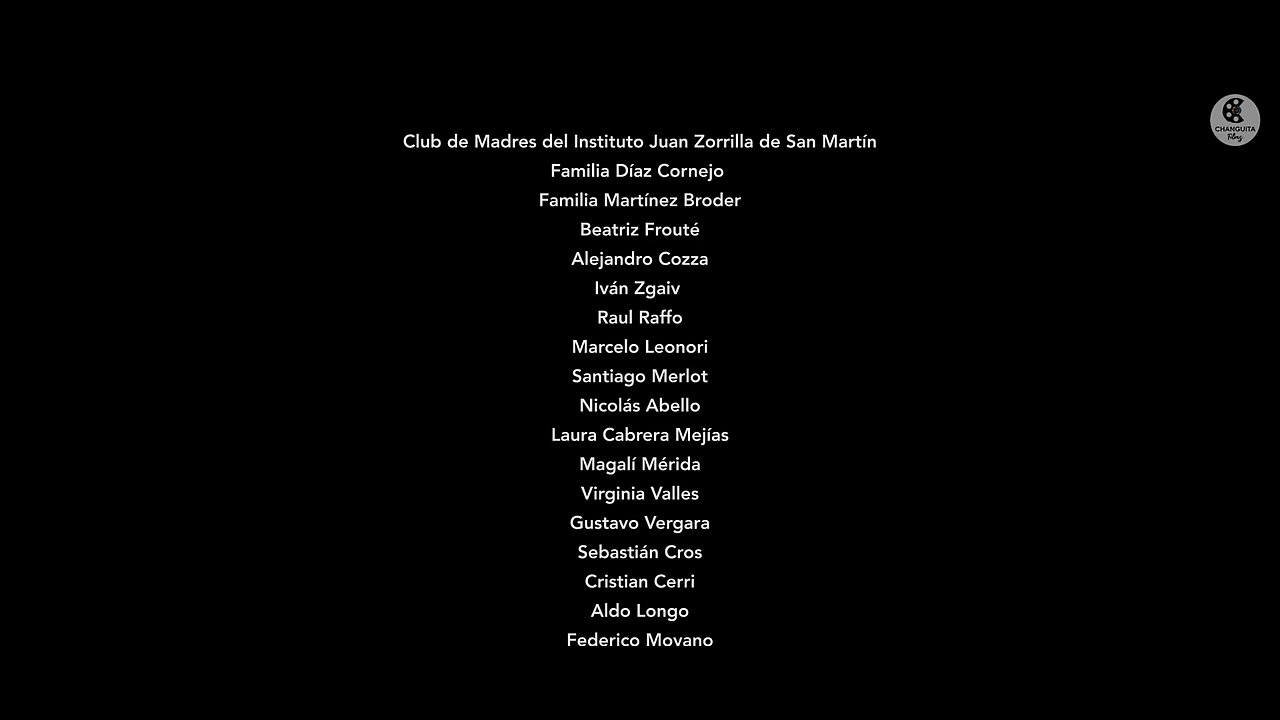 Club de Madres del Instituto Juan Zorrilla de San Martín
Familia Díaz Cornejo
Familia Martínez Broder
Beatriz Frouté
Alejandro Cozza
Iván Zgaiv
Raul Raffo
Marcelo Leonori
Santiago Merlot
Nicolás Abello
Laura Cabrera Mejías
Magalí Mérida
Virginia Valles
Gustavo Vergara
Sebastián Cros
Cristian Cerri
Aldo Longo
Federico Movano
CHANGUITA
Films